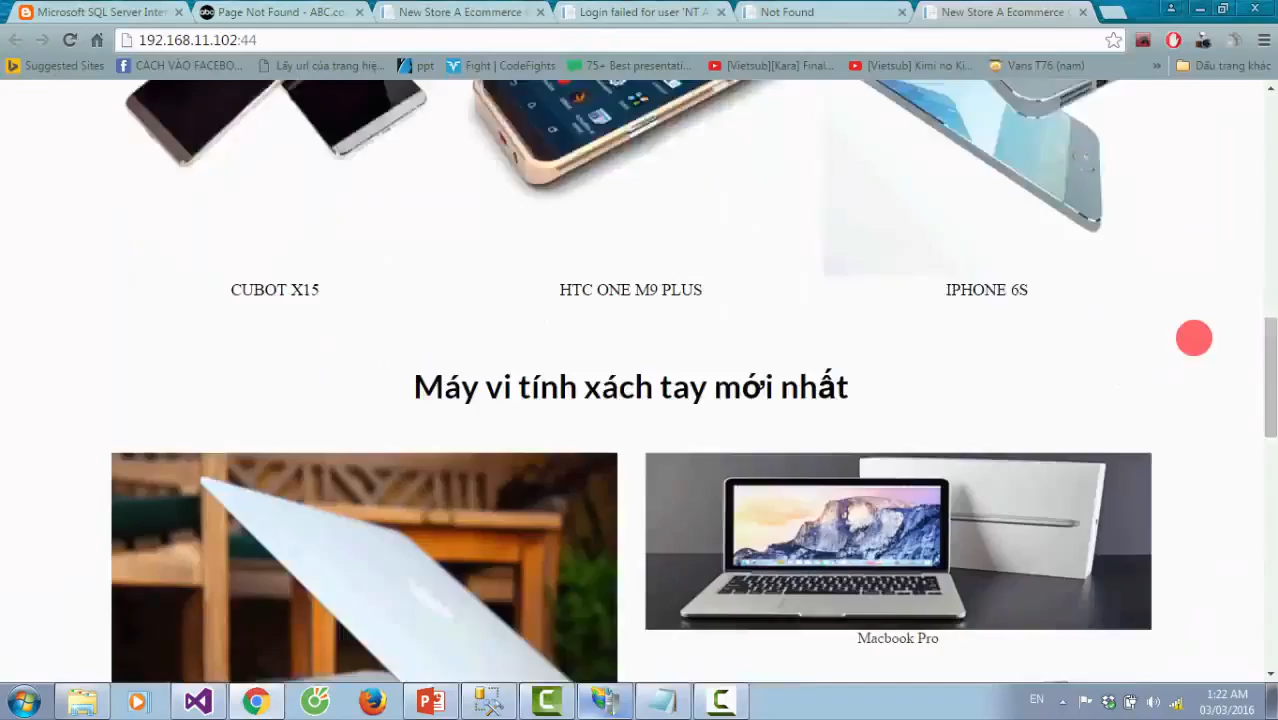 Microsoft SQL Server Inter
Page Not Found - ABC.co
New Store A Ecommerce
Login failed for user 'NT A
Not Found
New Store A Ecommerce
192.168.11.102:44
Suggested Sites
CÁCH VÀO FACEBO...
Lấy url của trang hiệ...
ppt
Fight | CodeFights
75+ Best presentati...
[Vietsub][Kara] Final...
[Vietsub] Kimi no Ki...
Vans T76 (nam)
»
Dấu trang khác
CUBOT X15
HTC ONE M9 PLUS
IPHONE 6S
Máy vi tính xách tay mới nhất
Macbook Pro
EN
1:22 AM
03/03/2016